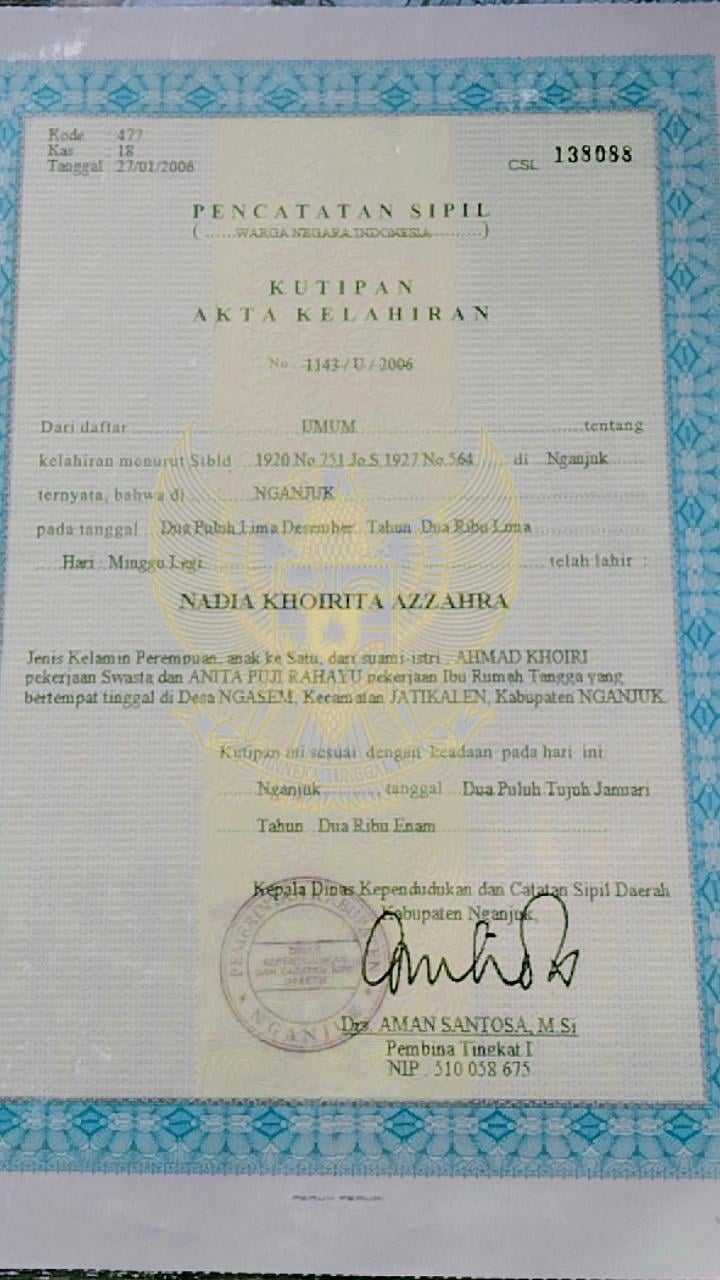 Kode : 477
Kas : 18
Tanggal : 27/01/2006
CSL 138088
PENCATATAN SIPIL
(......WARGA NEGARA INDONESIA..........)
KUTIPAN
AKTA KELAHIRAN
No. 1143 / U / 2006
Dari daftar UMUM tentang
kelahiran menurut Stbld 1920 No 751 Jo S 1927 No 564 di Nganjuk
ternyata, bahwa di NGANJUK
pada tanggal Dua Puluh Lima Desember Tahun Dua Ribu Lima
Hari : Minggu Legi telah lahir :
NADIA KHOIRITA AZZAHRA
Jenis Kelamin Perempuan, anak ke Satu, dari suami-istri : AHMAD KHOIRI
pekerjaan Swasta dan ANITA PUJI RAHAYU pekerjaan Ibu Rumah Tangga yang
bertempat tinggal di Desa NGASEM, Kecamatan JATIKALEN, Kabupaten NGANJUK
Kutipan ini sesuai dengan keadaan pada hari ini
Nganjuk, tanggal Dua Puluh Tujuh Januari
Tahun Dua Ribu Enam
Kepala Dinas Kependudukan dan Catatan Sipil Daerah
Kabupaten Nganjuk,
PEMERINTAH KABUPATEN
DINAS
KEPENDUDUKAN
DAN CATATAN SIPIL
DAERAH
NGANJUK
Drs. AMAN SANTOSA, M.Si
Pembina Tingkat I
NIP. 510 058 675
PERUM PERURI